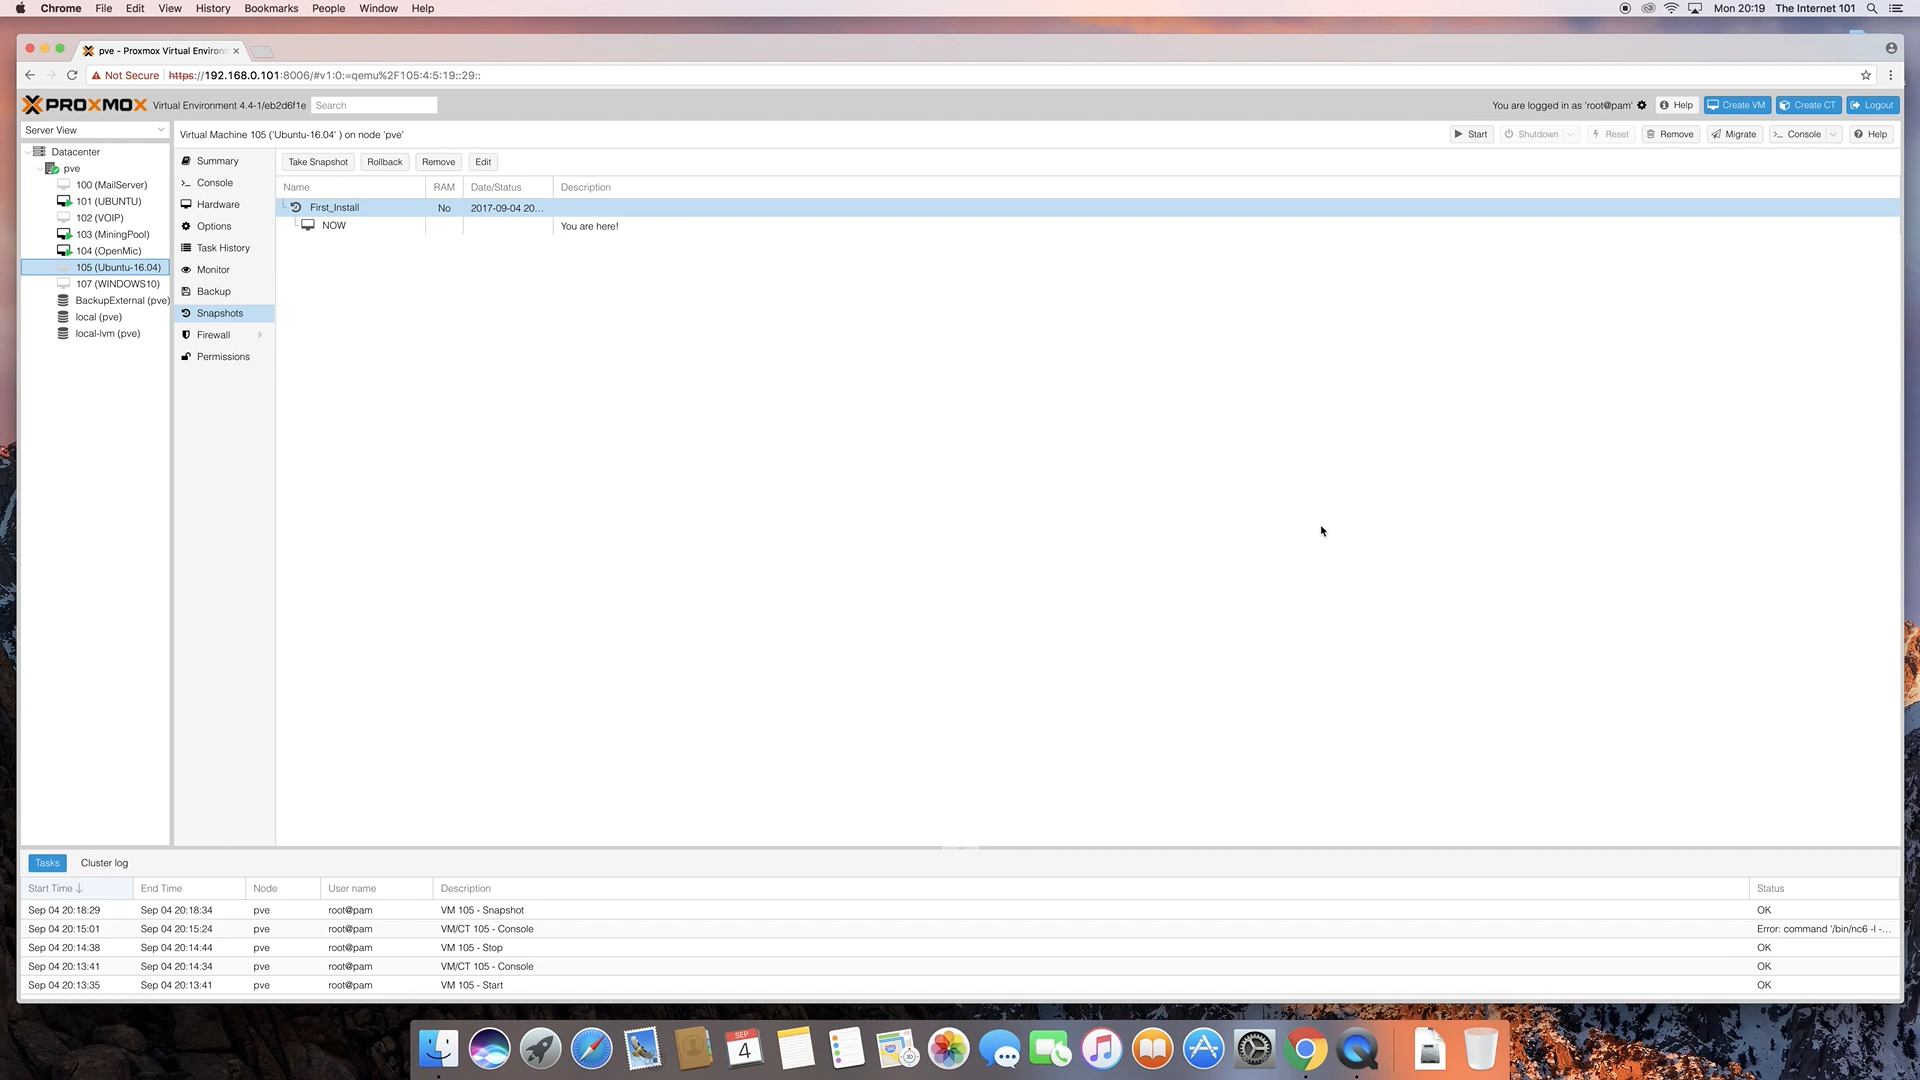 Chrome File Edit View History Bookmarks People Window Help Mon 20:19 The Internet 101
pve - Proxmox Virtual Environ
Not Secure https://192.168.0.101:8006/#v1:0:=qemu%2F105:4:5:19::29::
PROXMOX Virtual Environment 4.4-1/eb2d6f1e Search You are logged in as 'root@pam' Help Create VM Create CT Logout
Server View
Virtual Machine 105 ('Ubuntu-16.04' ) on node 'pve' Start Shutdown Reset Remove Migrate Console Help
Datacenter
pve
100 (MailServer)
101 (UBUNTU)
102 (VOIP)
103 (MiningPool)
104 (OpenMic)
105 (Ubuntu-16.04)
107 (WINDOWS10)
BackupExternal (pve)
local (pve)
local-lvm (pve)
Summary
Console
Hardware
Options
Task History
Monitor
Backup
Snapshots
Firewall
Permissions
Take Snapshot Rollback Remove Edit
Name RAM Date/Status Description
First_Install No 2017-09-04 20...
NOW You are here!
Tasks Cluster log
Start Time End Time Node User name Description Status
Sep 04 20:18:29 Sep 04 20:18:34 pve root@pam VM 105 - Snapshot OK
Sep 04 20:15:01 Sep 04 20:15:24 pve root@pam VM/CT 105 - Console Error: command '/bin/nc6 -l -...
Sep 04 20:14:38 Sep 04 20:14:44 pve root@pam VM 105 - Stop OK
Sep 04 20:13:41 Sep 04 20:14:34 pve root@pam VM/CT 105 - Console OK
Sep 04 20:13:35 Sep 04 20:13:41 pve root@pam VM 105 - Start OK
SEP
4